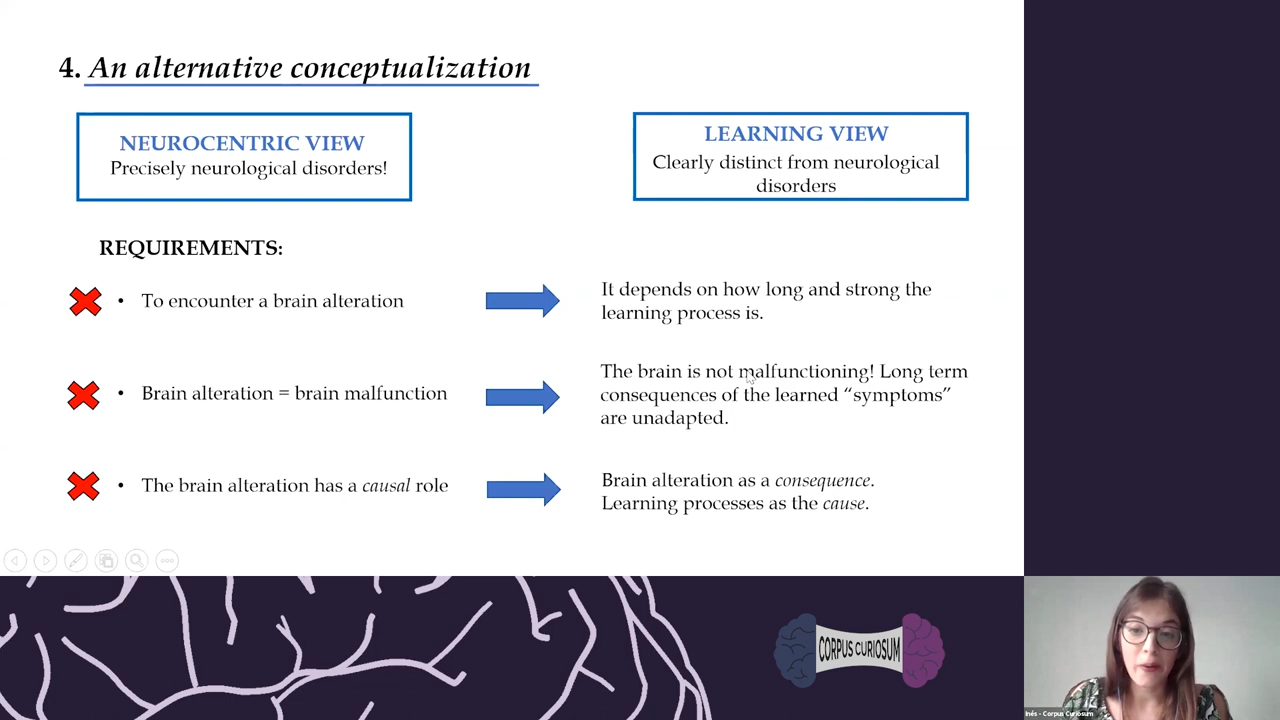 4. An alternative conceptualization
NEUROCENTRIC VIEW
Precisely neurological disorders!
LEARNING VIEW
Clearly distinct from neurological
disorders
REQUIREMENTS:
• To encounter a brain alteration
It depends on how long and strong the
learning process is.
• Brain alteration = brain malfunction
The brain is not malfunctioning! Long term
consequences of the learned “symptoms”
are unadapted.
• The brain alteration has a causal role
Brain alteration as a consequence.
Learning processes as the cause.
CORPUS CURIOSUM
Inés - Corpus Curiosum